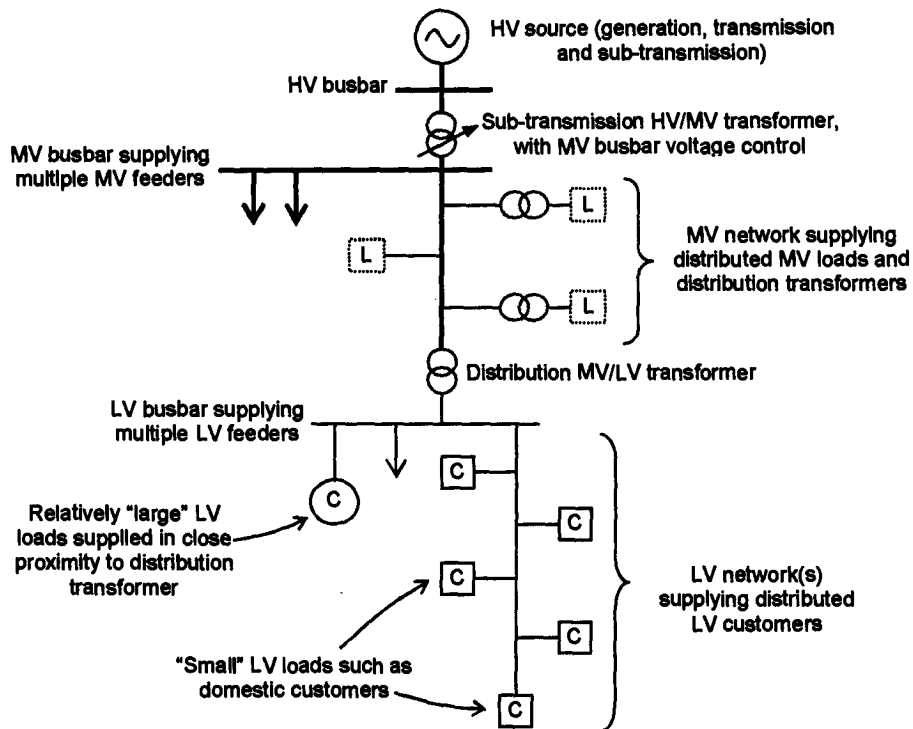 HV source (generation, transmission
and sub-transmission)
HV busbar
Sub-transmission HV/MV transformer,
with MV busbar voltage control
MV busbar supplying
multiple MV feeders
L
L
MV network supplying
distributed MV loads and
distribution transformers
L
Distribution MV/LV transformer
LV busbar supplying
multiple LV feeders
C
C
C
Relatively "large" LV
loads supplied in close
proximity to distribution
transformer
C
C
LV network(s)
supplying distributed
LV customers
"Small" LV loads such as
domestic customers
C